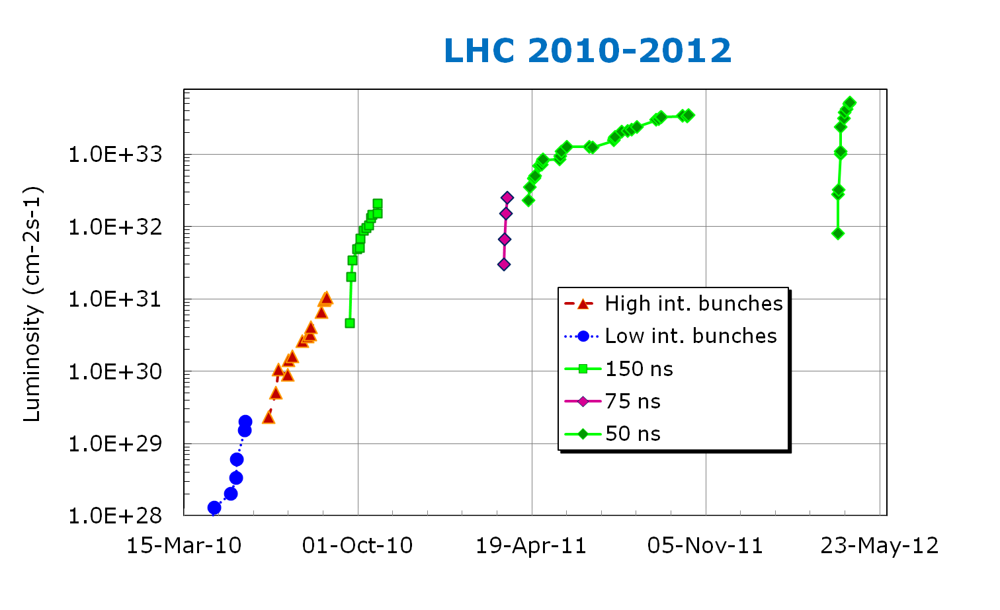 LHC 2010-2012
Luminosity (cm-2s-1)
1.0E+33
1.0E+32
1.0E+31
1.0E+30
1.0E+29
1.0E+28
15-Mar-10 01-Oct-10 19-Apr-11 05-Nov-11 23-May-12
High int. bunches
Low int. bunches
150 ns
75 ns
50 ns